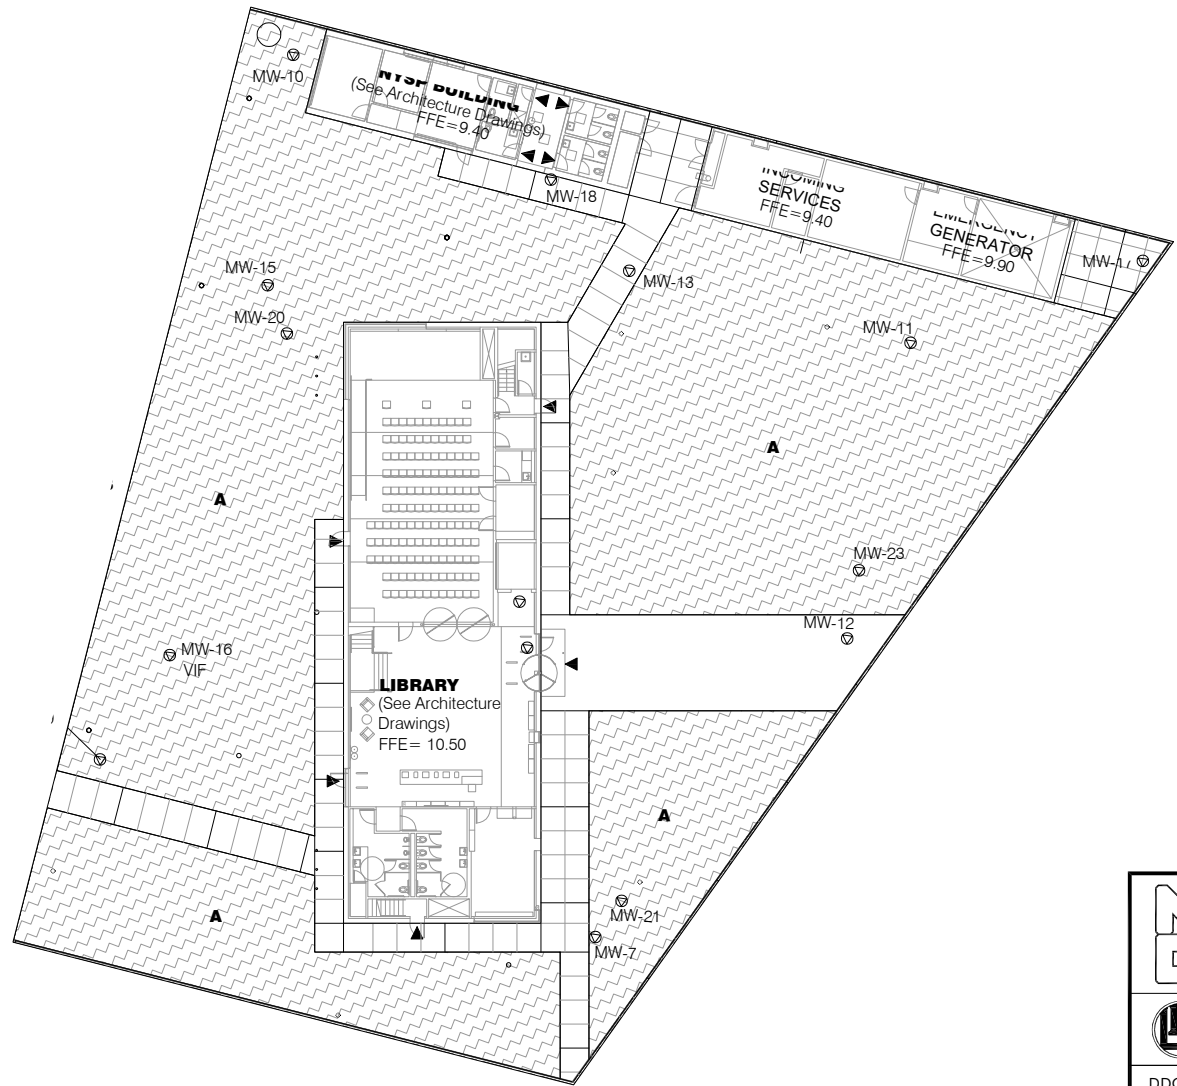 MW-10
NYSP BUILDING
(See Architecture Drawings)
FFE=9.40
MW-18
INCOMING
SERVICES
FFE=9.40
EMERGENCY
GENERATOR
FFE=9.90
MW-15
MW-13
MW-20
MW-11
A
A
MW-23
MW-12
MW-16
VIF
LIBRARY
(See Architecture
Drawings)
FFE= 10.50
A
A
MW-21
MW-7